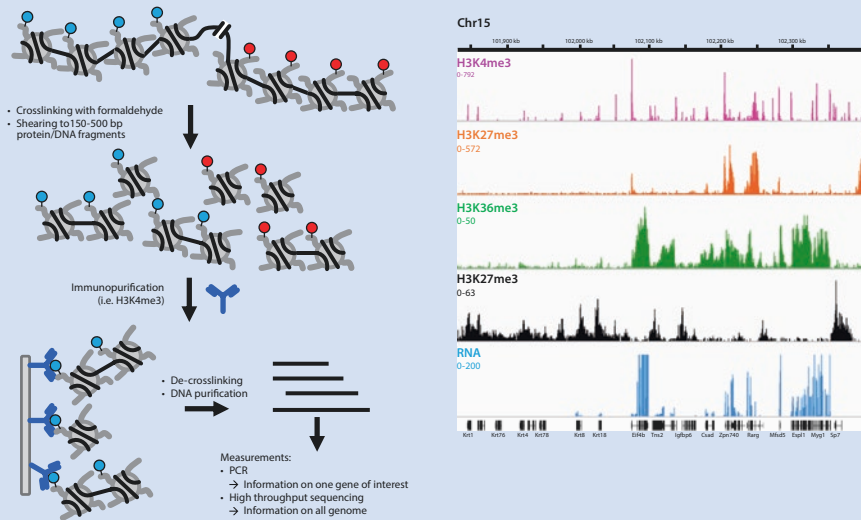 • Crosslinking with formaldehyde
• Shearing to150-500 bp
protein/DNA fragments
Immunopurification
(i.e. H3K4me3)
• De-crosslinking
• DNA purification
Measurements:
• PCR
→ Information on one gene of interest
• High throughput sequencing
→ Information on all genome
Chr15
101,900 kb 102,000 kb 102,100 kb 102,200 kb 102,300 kb
H3K4me3
0-792
H3K27me3
0-572
H3K36me3
0-50
H3K27me3
0-63
RNA
0-200
Krt1 Krt76 Krt4 Krt78 Krt8 Krt18 Eif4b Tns2 Igfbp6 Csad Zpn740 Rarg Mfsd5 Espl1 Myg1 Sp7